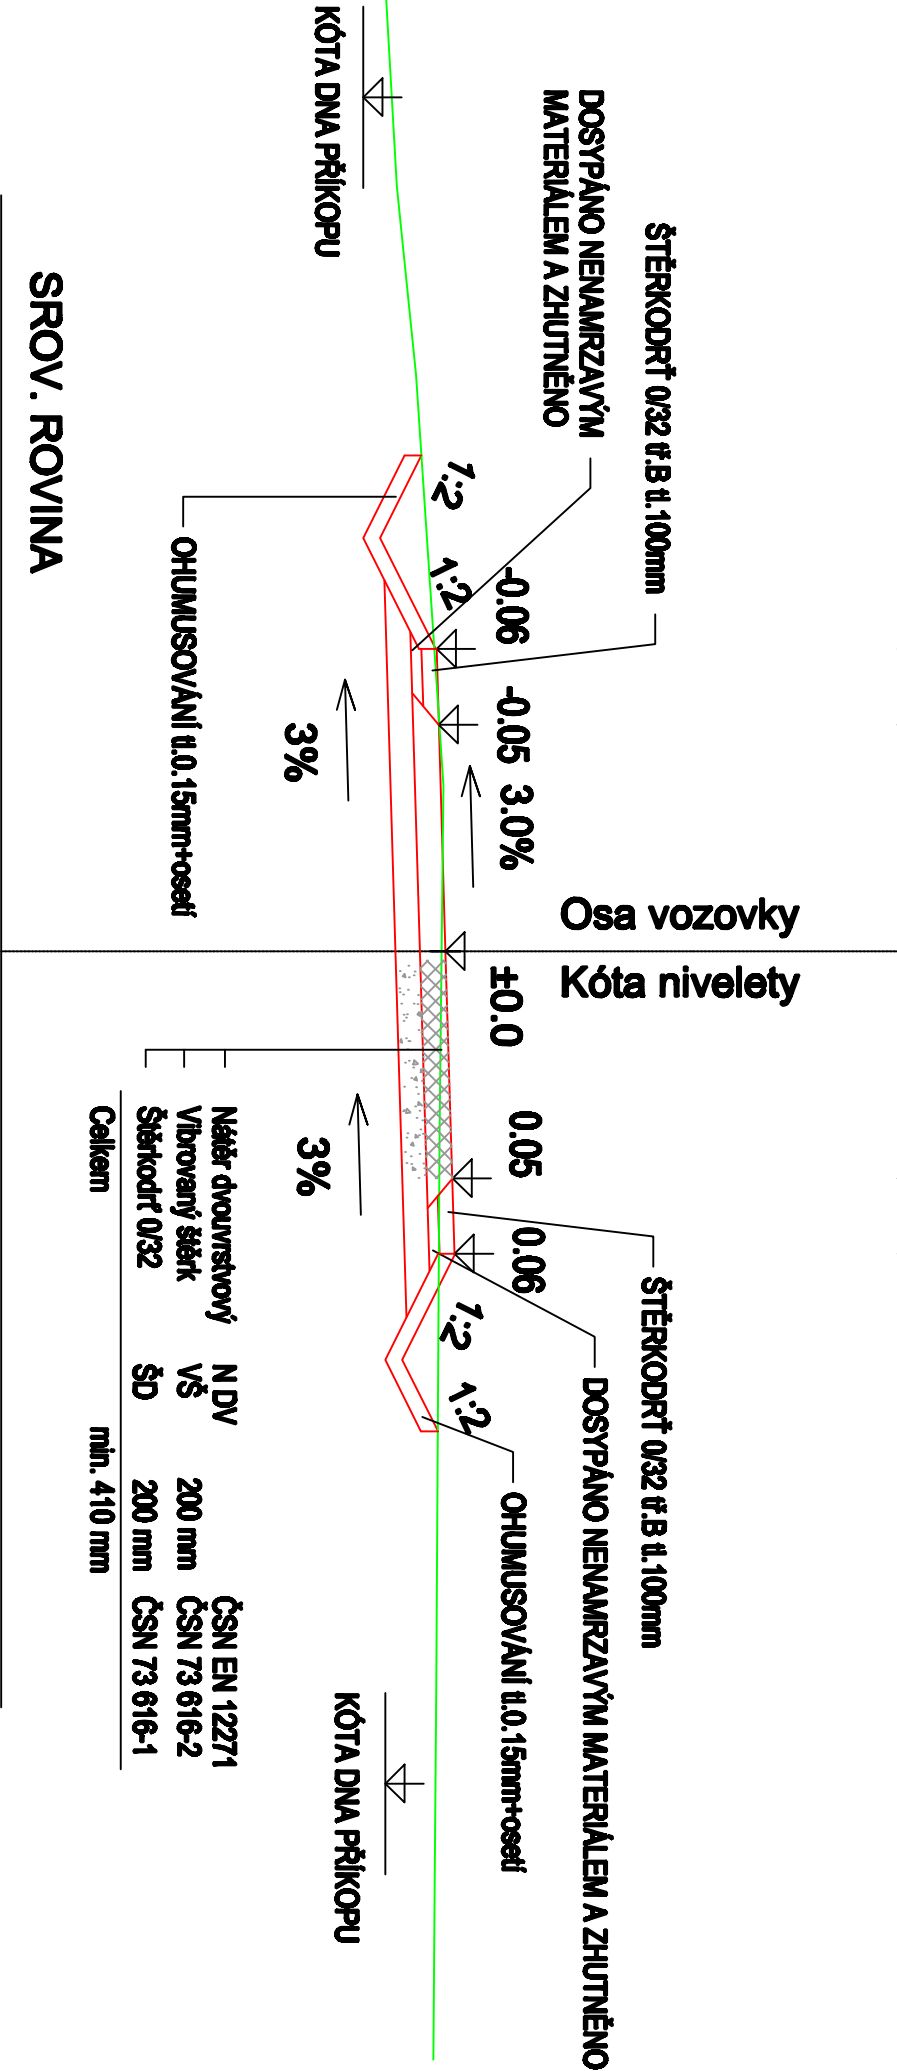 KÓTA DNA PŘÍKOPU
DOSYPÁNO NENAMRZAVÝM
MATERIÁLEM A ZHUTNĚNO
ŠTĚRKODRŤ 0/32 tř.B tl.100mm
1:2
1:2
-0.06
-0.05
3.0%
3%
OHUMUSOVÁNÍ tl.0.15mm+osetí
SROV. ROVINA
Osa vozovky
Kóta nivelety
±0.0
0.05
0.06
3%
1:2
1:2
ŠTĚRKODRŤ 0/32 tř.B tl.100mm
DOSYPÁNO NENAMRZAVÝM MATERIÁLEM A ZHUTNĚNO
OHUMUSOVÁNÍ tl.0.15mm+osetí
KÓTA DNA PŘÍKOPU
Nátěr dvouvrstvový N DV ČSN EN 12271
Vibrovaný štěrk VŠ 200 mm ČSN 73 616-2
Štěrkodrť 0/32 ŠD 200 mm ČSN 73 616-1
Celkem min. 410 mm